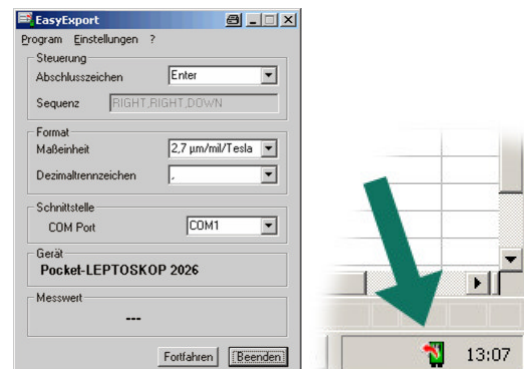 EasyExport
Program Einstellungen ?
Steuerung
Abschlusszeichen Enter
Sequenz RIGHT,RIGHT,DOWN
Format
Maßeinheit 2,7 µm/mil/Tesla
Dezimaltrennzeichen ,
Schnittstelle
COM Port COM1
Gerät
Pocket-LEPTOSKOP 2026
Messwert
---
Fortfahren Beenden
13:07